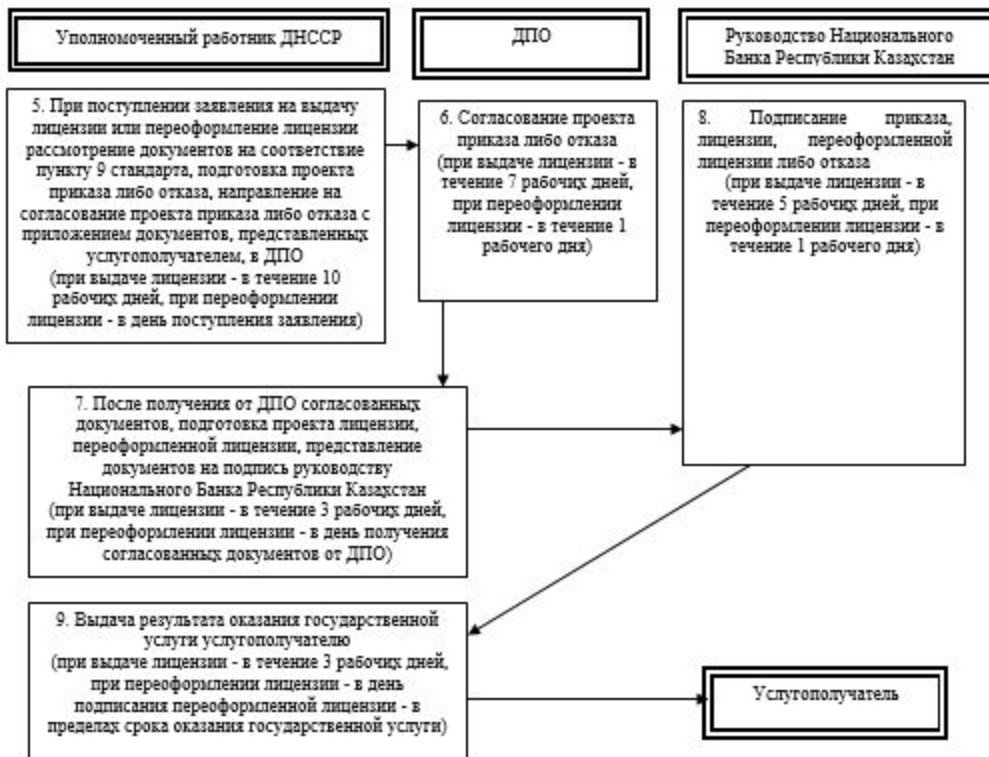 Уполномоченный работник ДНССР
ДПО
Руководство Национального
Банка Республики Казахстан
5. При поступлении заявления на выдачу
лицензии или переоформление лицензии
рассмотрение документов на соответствие
пункту 9 стандарта, подготовка проекта
приказа либо отказа, направление на
согласование проекта приказа либо отказа с
приложением документов, представленных
услугополучателем, в ДПО
(при выдаче лицензии - в течение 10
рабочих дней, при переоформлении
лицензии - в день поступления заявления)
6. Согласование проекта
приказа либо отказа
(при выдаче лицензии - в
течение 7 рабочих дней,
при переоформлении
лицензии - в течение 1
рабочего дня)
8. Подписание приказа,
лицензии, переоформленной
лицензии либо отказа
(при выдаче лицензии - в
течение 5 рабочих дней, при
переоформлении лицензии - в
течение 1 рабочего дня)
7. После получения от ДПО согласованных
документов, подготовка проекта лицензии,
переоформленной лицензии, представление
документов на подпись руководству
Национального Банка Республики Казахстан
(при выдаче лицензии - в течение 3 рабочих дней,
при переоформлении лицензии - в день получения
согласованных документов от ДПО)
9. Выдача результата оказания государственной
услуги услугополучателю
(при выдаче лицензии - в течение 3 рабочих дней,
при переоформлении лицензии - в день
подписания переоформленной лицензии - в
пределах срока оказания государственной услуги)
Услугополучатель